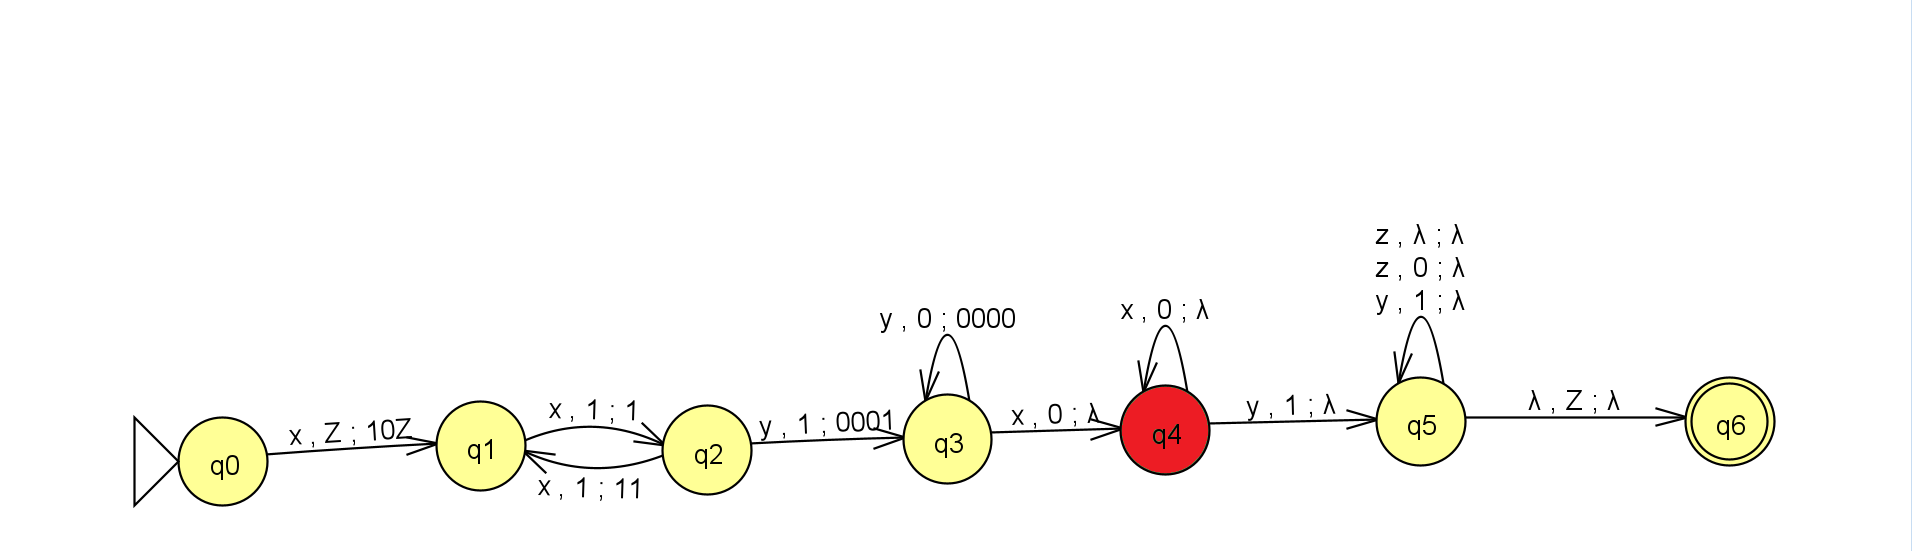 z , λ ; λ
z , 0 ; λ
y , 1 ; λ
y , 0 ; 0000
x , 0 ; λ
x , Z ; 10Z
x , 1 ; 1
x , 1 ; 11
y , 1 ; 0001
x , 0 ; λ
y , 1 ; λ
λ , Z ; λ
q0
q1
q2
q3
q4
q5
q6